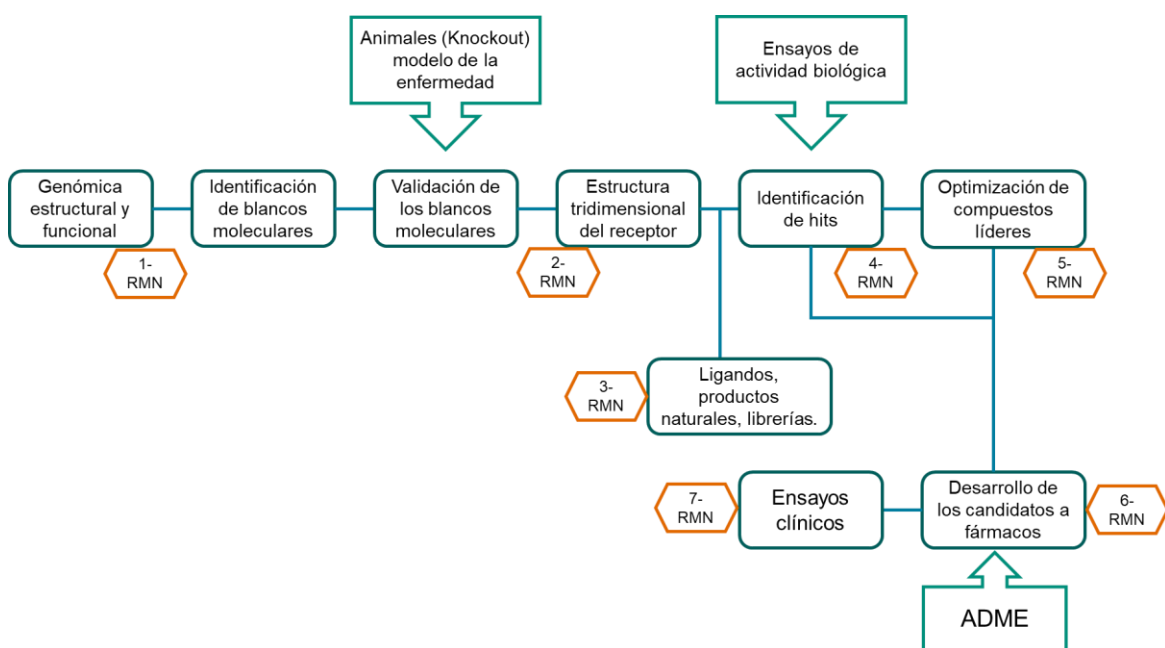 Animales (Knockout)
modelo de la
enfermedad
Ensayos de
actividad biológica
Genómica
estructural y
funcional
Identificación
de blancos
moleculares
Validación de
los blancos
moleculares
Estructura
tridimensional
del receptor
Identificación
de hits
Optimización de
compuestos
líderes
1-
RMN
2-
RMN
4-
RMN
5-
RMN
3-
RMN
Ligandos,
productos
naturales, librerías.
7-
RMN
Ensayos
clínicos
Desarrollo de
los candidatos a
fármacos
6-
RMN
ADME